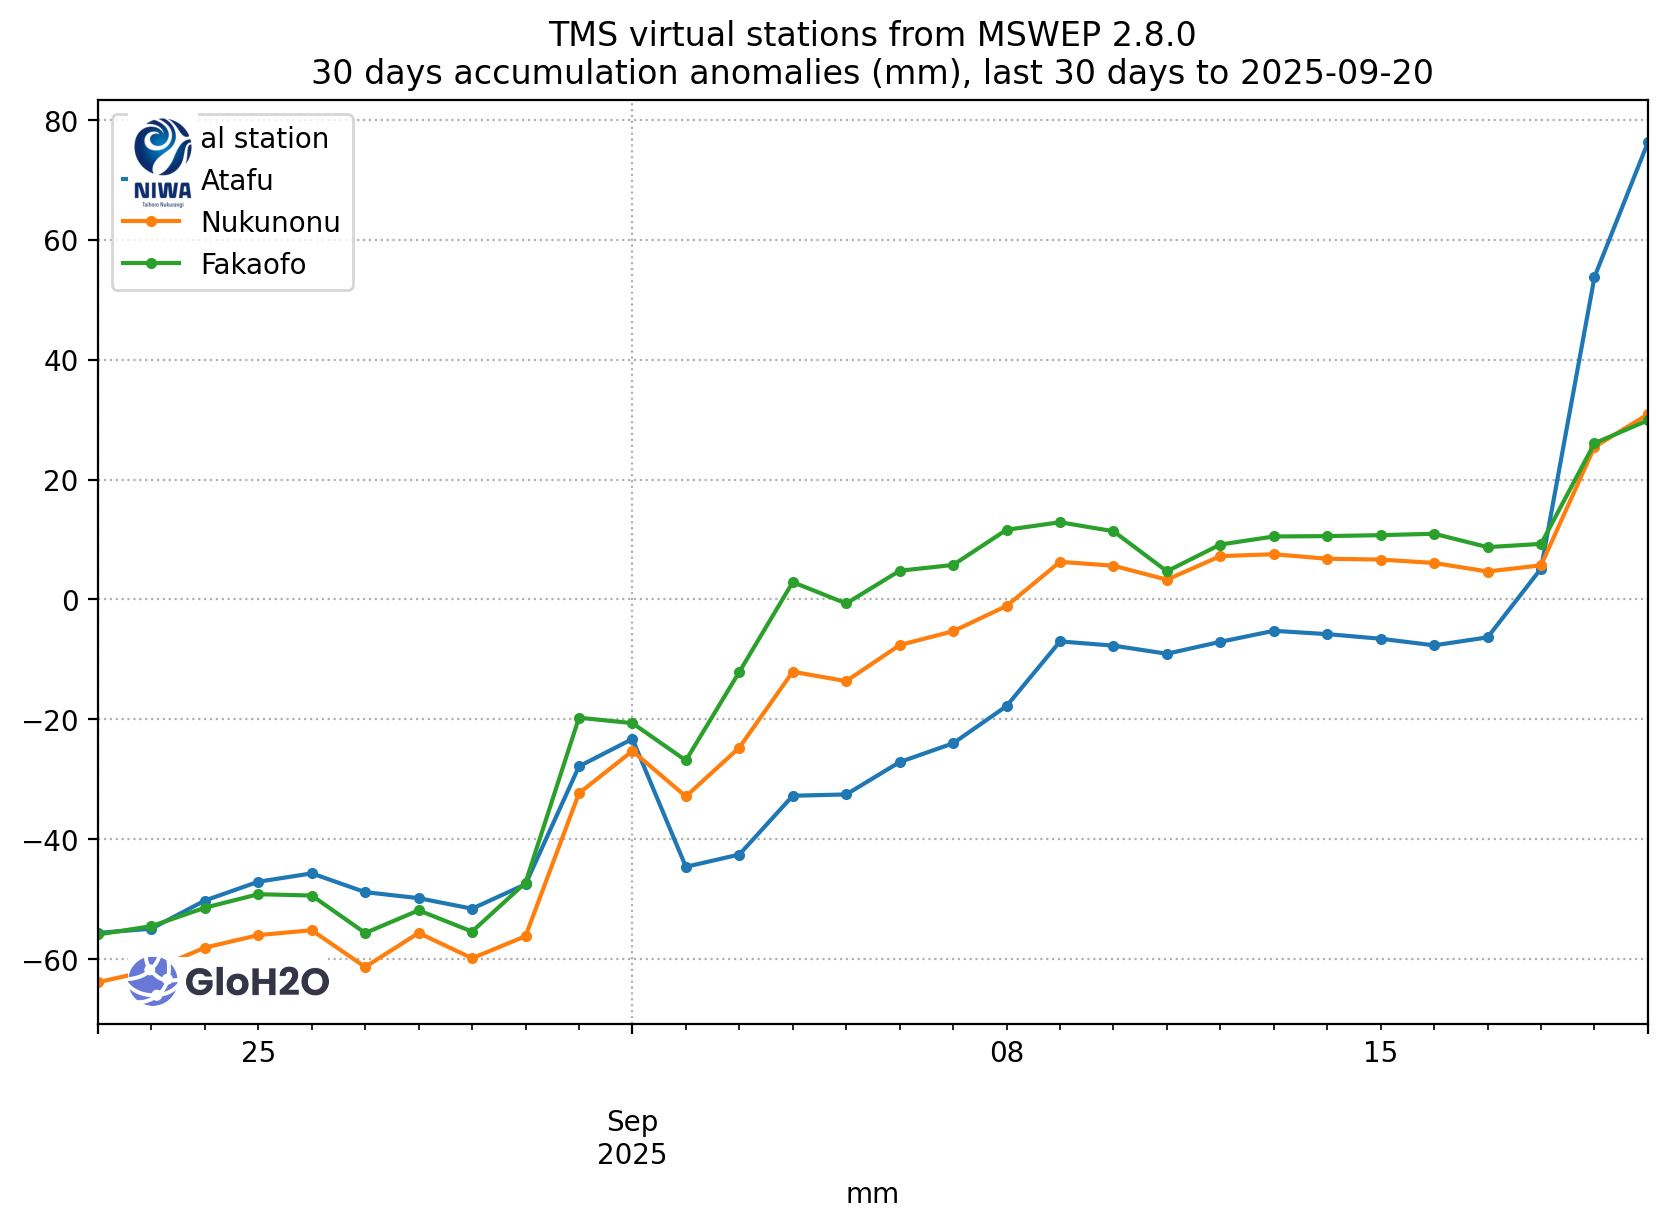 TMS virtual stations from MSWEP 2.8.0
30 days accumulation anomalies (mm), last 30 days to 2025-09-20
80
60
40
20
0
−20
−40
−60
al station
Atafu
Nukunonu
Fakaofo
NIWA
Taihoro Nukurangi
GloH2O
25
08
15
Sep
2025
mm